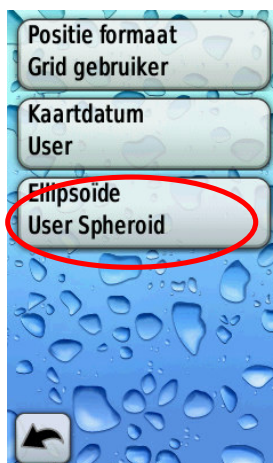 Positie formaat
Grid gebruiker
Kaartdatum
User
Ellipsoïde
User Spheroid